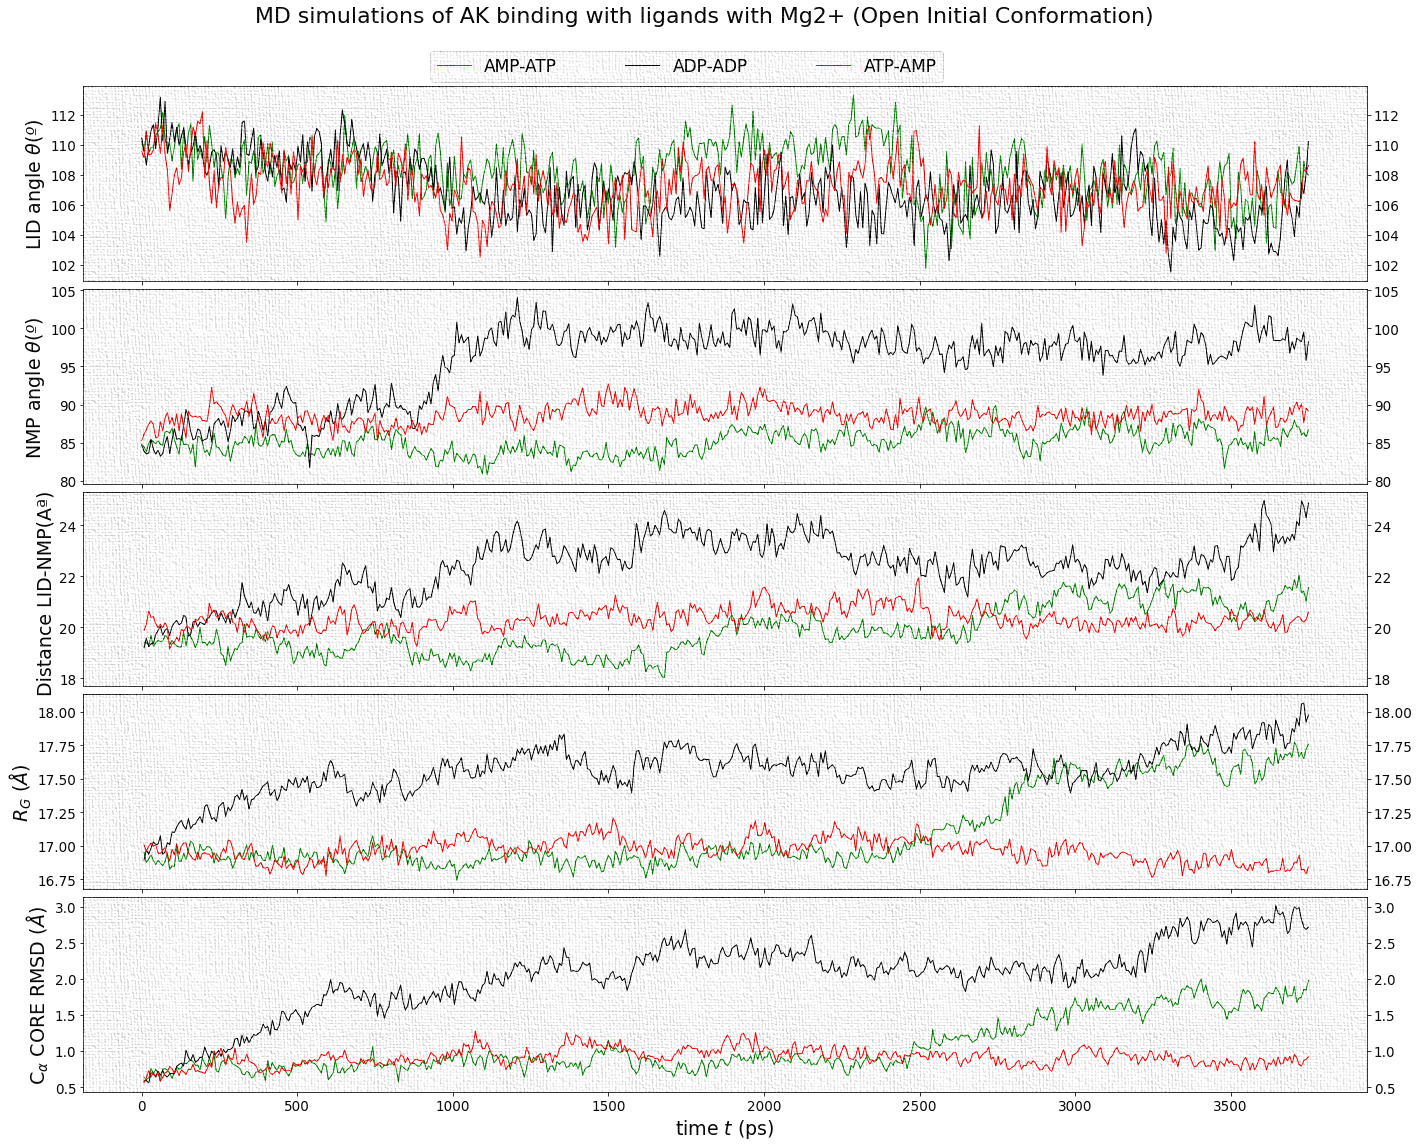 MD simulations of AK binding with ligands with Mg2+ (Open Initial Conformation)
AMP-ATP ADP-ADP ATP-AMP
LID angle θ(º)
112 110 108 106 104 102
112 110 108 106 104 102
NMP angle θ(º)
105 100 95 90 85 80
105 100 95 90 85 80
Distance LID-NMP(Aª)
24 22 20 18
24 22 20 18
R_G (Å)
18.00 17.75 17.50 17.25 17.00 16.75
18.00 17.75 17.50 17.25 17.00 16.75
C_α CORE RMSD (Å)
3.0 2.5 2.0 1.5 1.0 0.5
3.0 2.5 2.0 1.5 1.0 0.5
0 500 1000 1500 2000 2500 3000 3500
time t (ps)